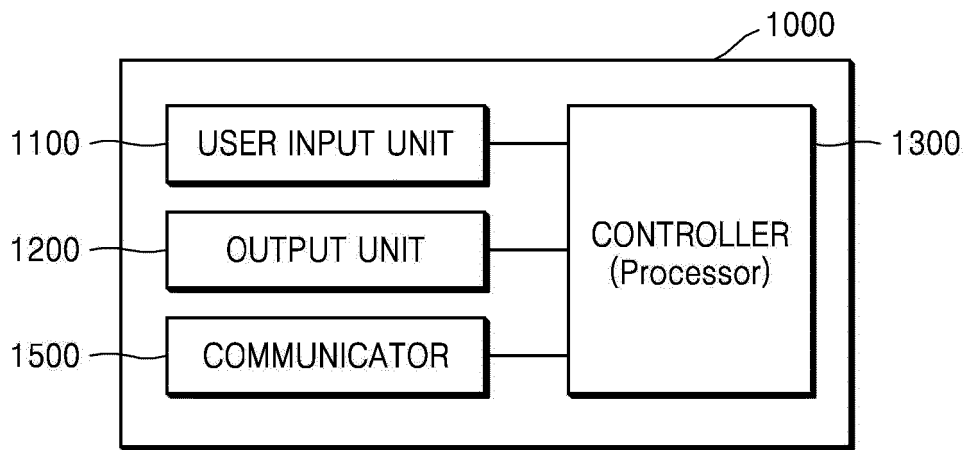 1000
1100
USER INPUT UNIT
1300
1200
OUTPUT UNIT
CONTROLLER
(Processor)
1500
COMMUNICATOR